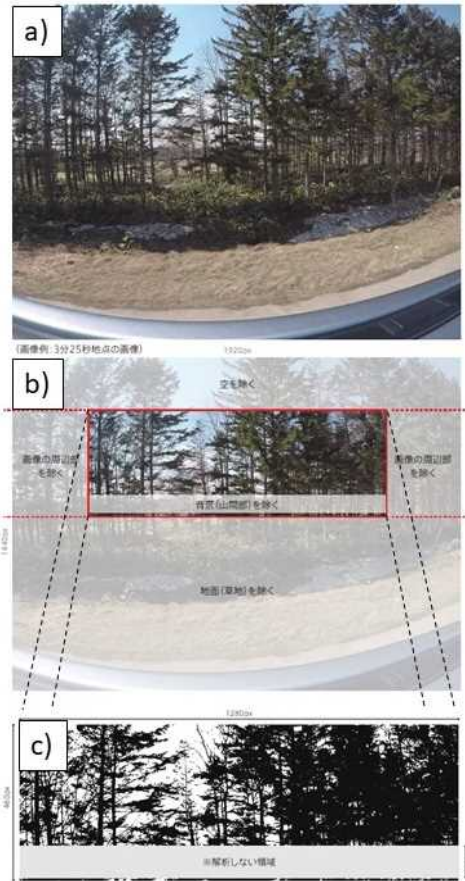 a)
(画像例:3分25秒地点の画像)
1920px
b)
空を除く
画像の周辺部
を除く
画像の周辺部
を除く
背景(山間部)を除く
1440px
地面(草地)を除く
1280px
c)
460px
※解析しない領域